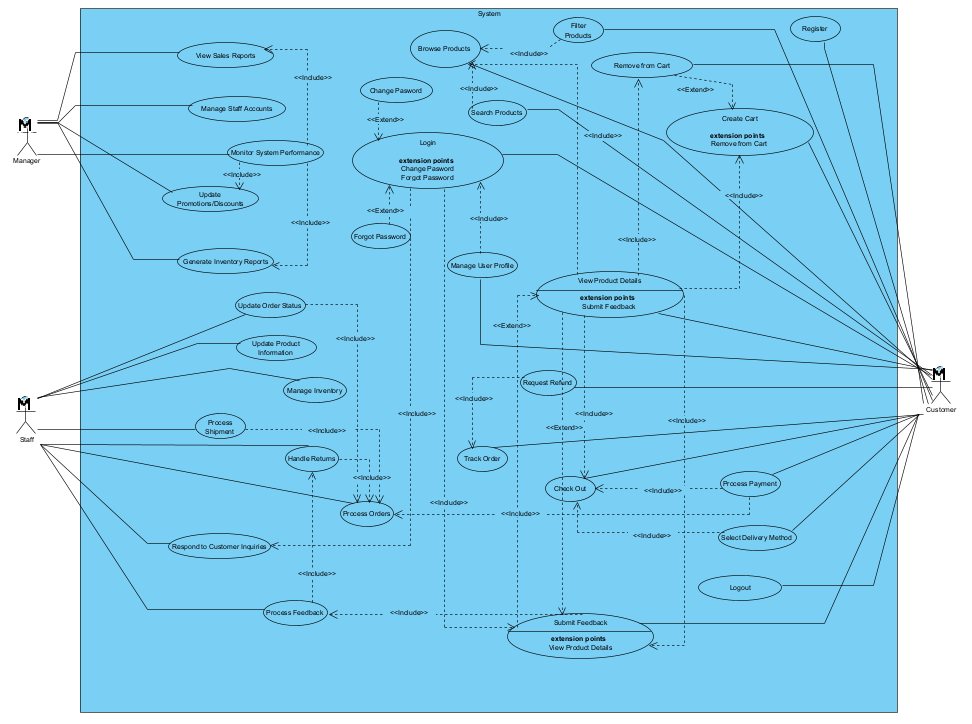 System
Filter
Products
Register
Browse Products
<<Include>>
View Sales Reports
Remove from Cart
<<Include>>
Change Password
<<Include>>
<<Extend>>
Manage Staff Accounts
Search Products
Create Cart
extension points
Remove from Cart
<<Extend>>
<<Include>>
Manager
Monitor System Performance
Login
extension points
Change Password
Forgot Password
<<Include>>
Update
Promotions/Discounts
<<Include>>
<<Extend>>
<<Include>>
<<Include>>
Forgot Password
<<Include>>
Generate Inventory Reports
Manage User Profile
View Product Details
extension points
Submit Feedback
Update Order Status
<<Extend>>
<<Include>>
Update Product
Information
Customer
Manage Inventory
Request Refund
<<Include>>
Staff
Process
Shipment
<<Include>>
<<Include>>
<<Include>>
<<Extend>>
<<Include>>
Handle Returns
Track Order
<<Include>>
Check Out
<<Include>>
Process Payment
<<Include>>
Process Orders
<<Include>>
<<Include>>
Select Delivery Method
Respond to Customer Inquiries
<<Include>>
Logout
Process Feedback
<<Include>>
Submit Feedback
extension points
View Product Details